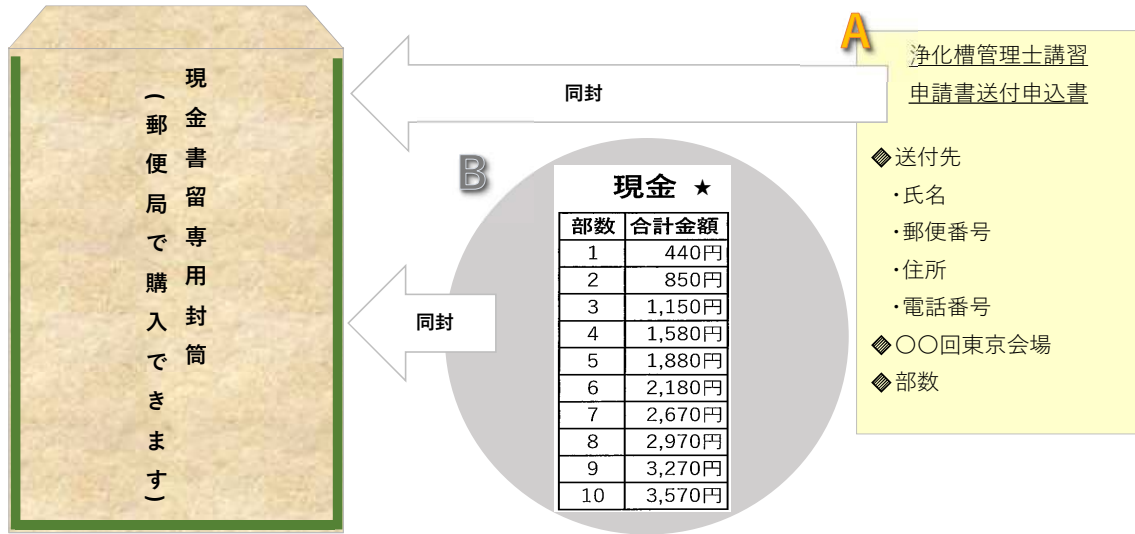 現金書留専用封筒
(郵便局で購入できます)
同封
A
浄化槽管理士講習
申請書送付申込書
◆送付先
・氏名
・郵便番号
・住所
・電話番号
◆〇〇回東京会場
◆部数
B
現金 ★
部数 合計金額
1 440円
2 850円
3 1,150円
4 1,580円
5 1,880円
6 2,180円
7 2,670円
8 2,970円
9 3,270円
10 3,570円
同封